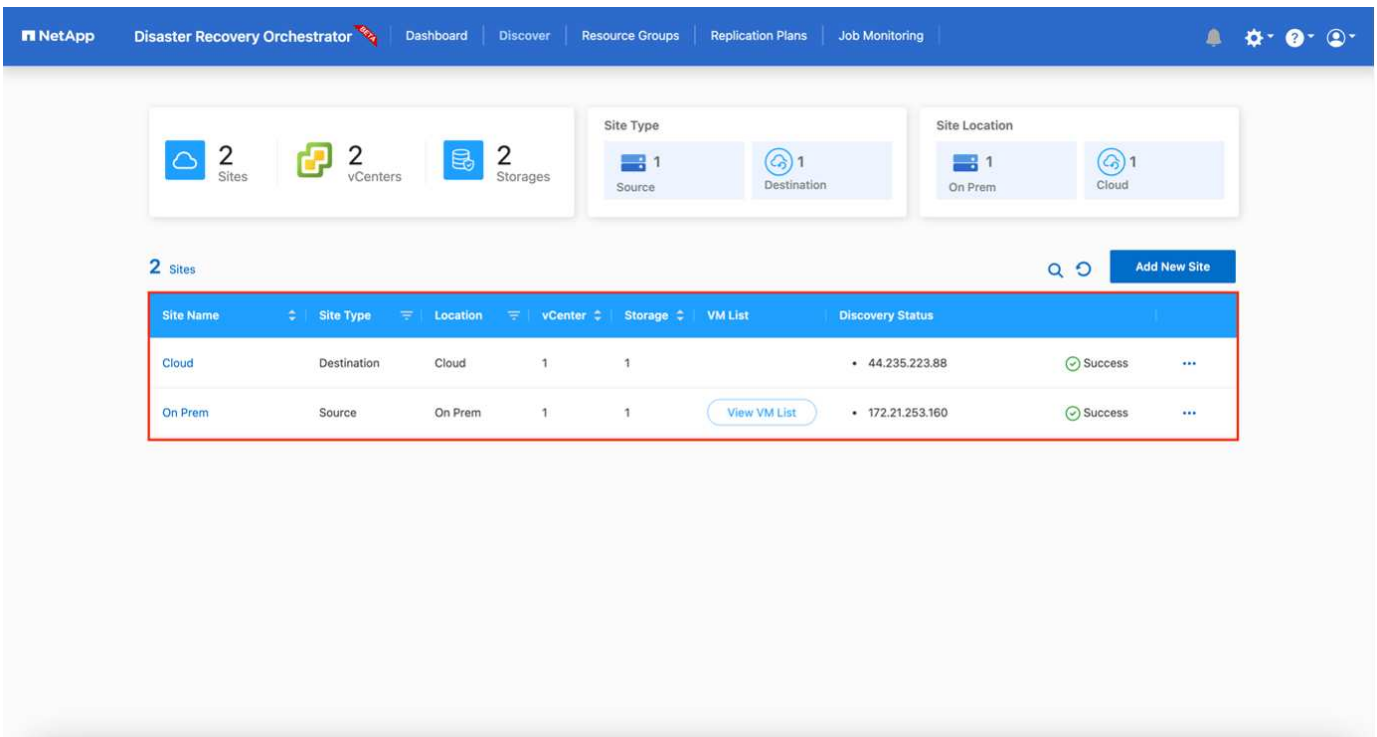 NetApp Disaster Recovery Orchestrator BETA Dashboard Discover Resource Groups Replication Plans Job Monitoring
Site Type Site Location
2 2 2 1 1 1 1
Sites vCenters Storages Source Destination On Prem Cloud
2 Sites Add New Site
Site Name Site Type Location vCenter Storage VM List Discovery Status
Cloud Destination Cloud 1 1 • 44.235.223.88 Success
On Prem Source On Prem 1 1 View VM List • 172.21.253.160 Success